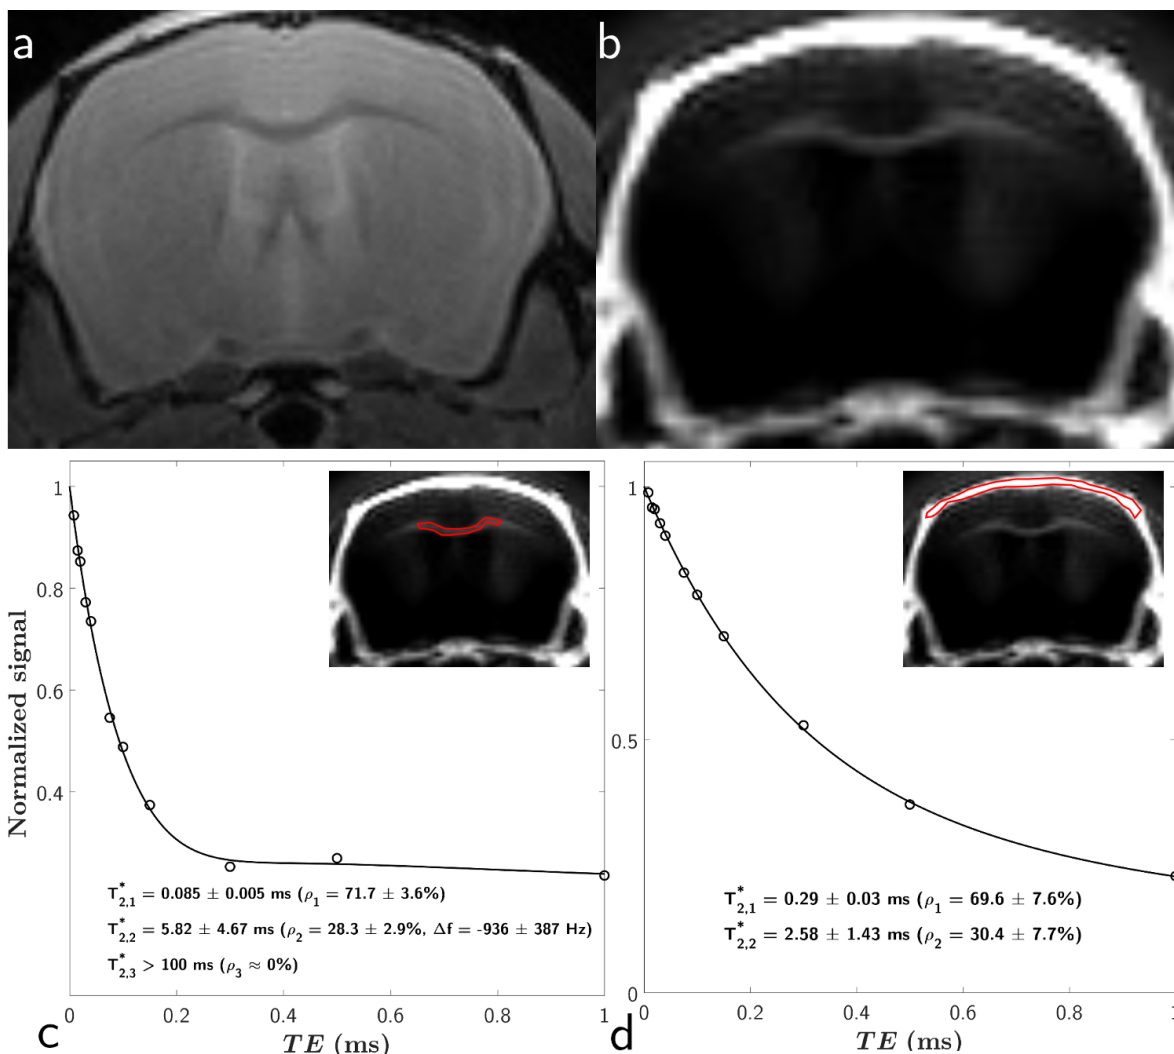 a
b
Normalized signal
1
0.8
0.6
0.4
T*2,1 = 0.085 ± 0.005 ms (ρ1 = 71.7 ± 3.6%)
T*2,2 = 5.82 ± 4.67 ms (ρ2 = 28.3 ± 2.9%, Δf = -936 ± 387 Hz)
T*2,3 > 100 ms (ρ3 ≈ 0%)
0 0.2 0.4 0.6 0.8 1
c
TE (ms)
1
0.5
1
T*2,1 = 0.29 ± 0.03 ms (ρ1 = 69.6 ± 7.6%)
T*2,2 = 2.58 ± 1.43 ms (ρ2 = 30.4 ± 7.7%)
0 0.2 0.4 0.6 0.8 1
d
TE (ms)